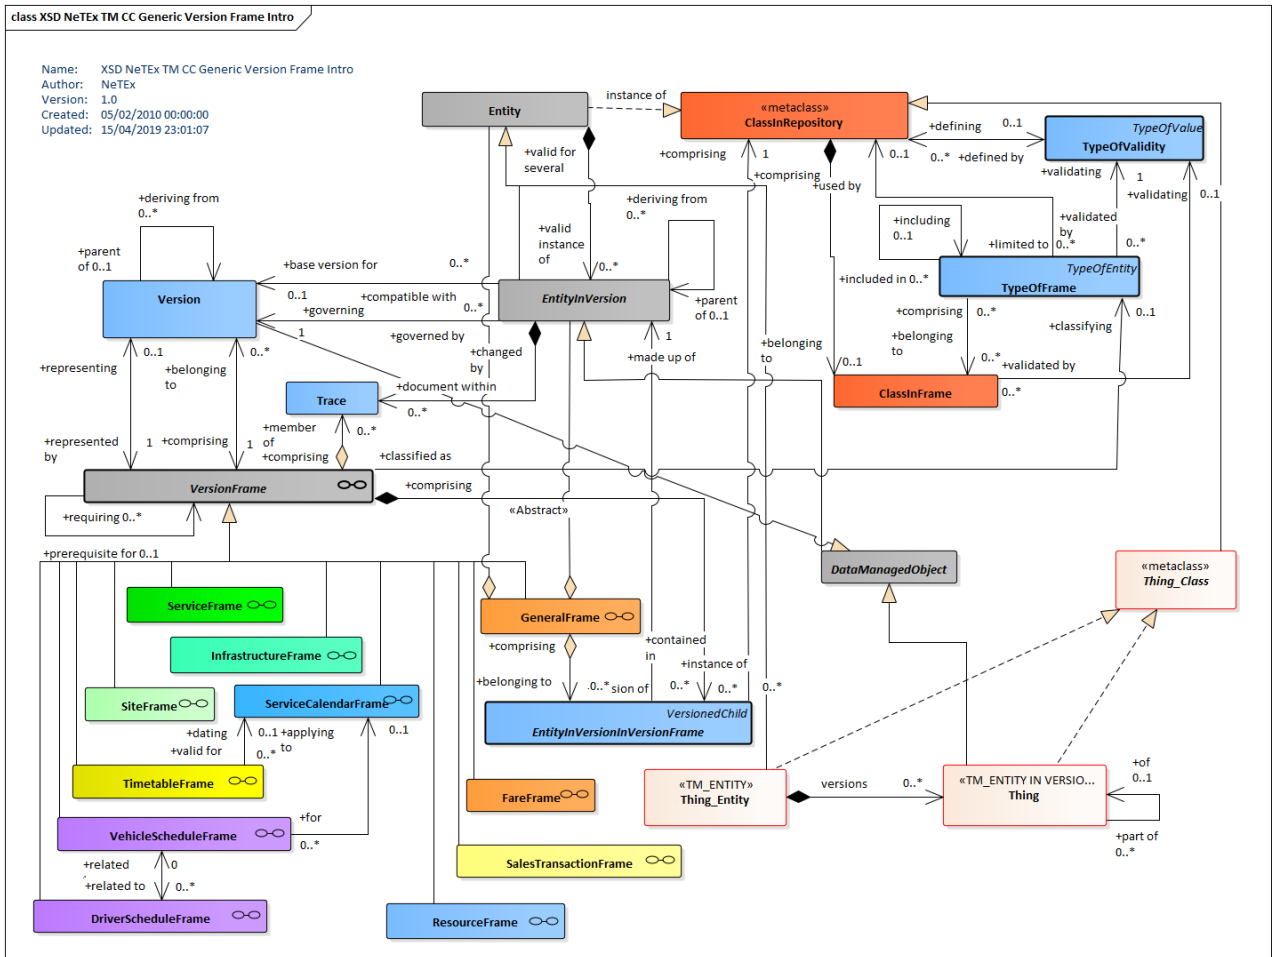 class XSD NeTEx TM CC Generic Version Frame Intro
Name: XSD NeTEx TM CC Generic Version Frame Intro
Author: NeTEx
Version: 1.0
Created: 05/02/2010 00:00:00
Updated: 15/04/2019 23:01:07
Entity
instance of
«metaclass»
ClassInRepository
+defining
0..1
0..*
+defined by
TypeOfValue
TypeOfValidity
+valid for
several
+comprising
1
+comprising
+used by
0..1
+validating
1
+validating
0..1
+deriving from
0..*
+parent
of 0..1
Version
+base version for
0..*
0..1
+compatible with
0..*
+governing
1
+governed by
+valid
instance
of
0..*
+deriving from
0..*
EntityInVersion
+parent
of 0..1
+including
0..1
+limited to
0..*
+validated
by
0..*
TypeOfEntity
TypeOfFrame
+included in 0..*
+comprising
0..*
+belonging
to
0..*
+classifying
0..1
+validated by
0..*
+belonging
to
0..1
ClassInFrame
+changed
by
1
+made up of
+document within
0..*
Trace
0..1
+representing
0..*
+belonging
to
+member
of
0..*
+comprising
+represented
by
1
+comprising
1
+classified as
VersionFrame
+comprising
+requiring 0..*
+prerequisite for 0..1
«Abstract»
DataManagedObject
«metaclass»
Thing_Class
ServiceFrame
GeneralFrame
+comprising
+belonging to
.0..*
sion of
+contained
in
0..*
+instance of
0..*
0..*
InfrastructureFrame
SiteFrame
ServiceCalendarFrame
VersionedChild
EntityInVersionInVersionFrame
+dating
0..1
+applying
to
0..1
+valid for
0..*
TimetableFrame
FareFrame
«TM_ENTITY»
Thing_Entity
versions
0..*
«TM_ENTITY IN VERSIO...
Thing
+of
0..1
+part of
0..*
VehicleScheduleFrame
+for
0..*
+related
0
+related to
0..*
SalesTransactionFrame
DriverScheduleFrame
ResourceFrame